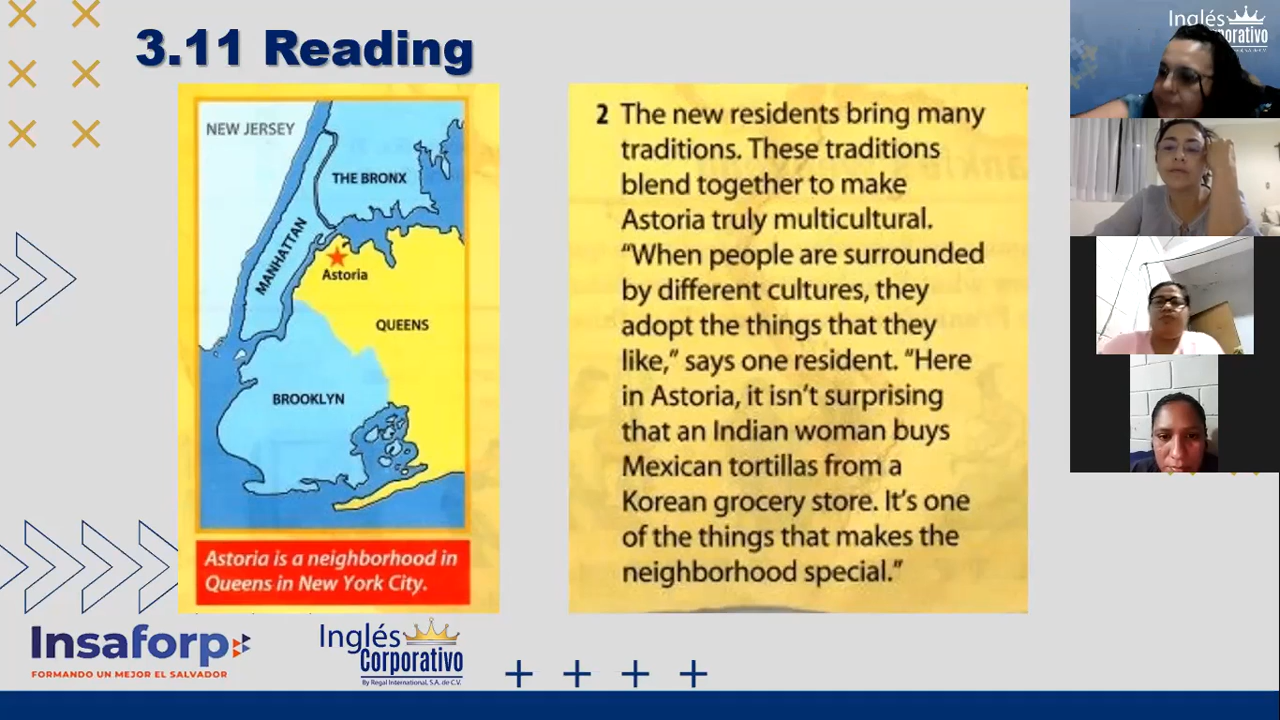 3.11 Reading
NEW JERSEY
THE BRONX
MANHATTAN
Astoria
QUEENS
BROOKLYN
Astoria is a neighborhood in
Queens in New York City.
2 The new residents bring many
traditions. These traditions
blend together to make
Astoria truly multicultural.
“When people are surrounded
by different cultures, they
adopt the things that they
like,” says one resident. “Here
in Astoria, it isn’t surprising
that an Indian woman buys
Mexican tortillas from a
Korean grocery store. It’s one
of the things that makes the
neighborhood special.”
Insaforp
FORMANDO UN MEJOR EL SALVADOR
Inglés
Corporativo
By Regal International, S.A. de C.V.
Inglés